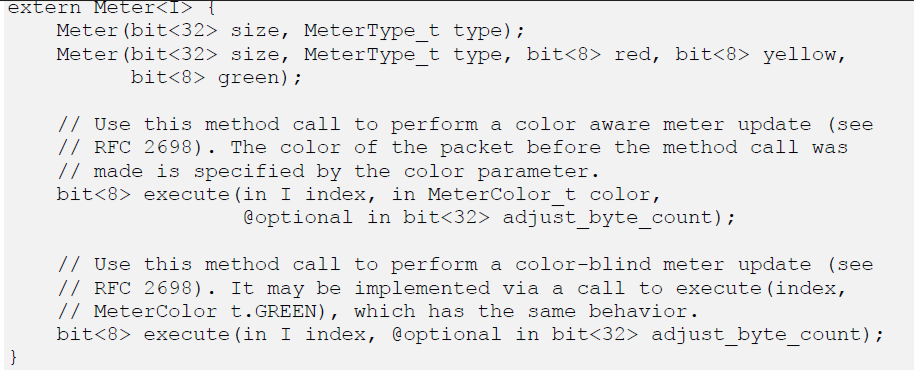 extern Meter<I> {
Meter(bit<32> size, MeterType_t type);
Meter(bit<32> size, MeterType_t type, bit<8> red, bit<8> yellow,
bit<8> green);
// Use this method call to perform a color aware meter update (see
// RFC 2698). The color of the packet before the method call was
// made is specified by the color parameter.
bit<8> execute(in I index, in MeterColor_t color,
@optional in bit<32> adjust_byte_count);
// Use this method call to perform a color-blind meter update (see
// RFC 2698). It may be implemented via a call to execute(index,
// MeterColor t.GREEN), which has the same behavior.
bit<8> execute(in I index, @optional in bit<32> adjust_byte_count);
}